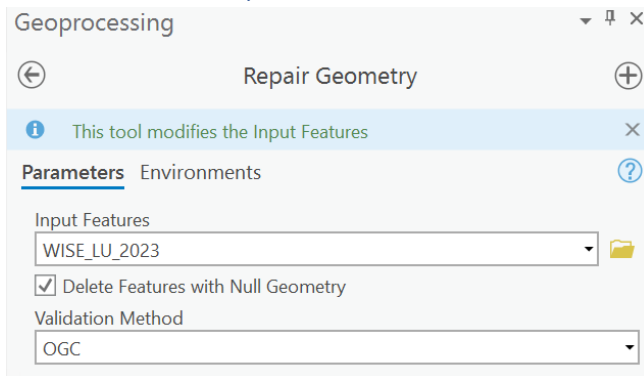 Geoprocessing
Repair Geometry
This tool modifies the Input Features
Parameters Environments
Input Features
WISE_LU_2023
Delete Features with Null Geometry
Validation Method
OGC